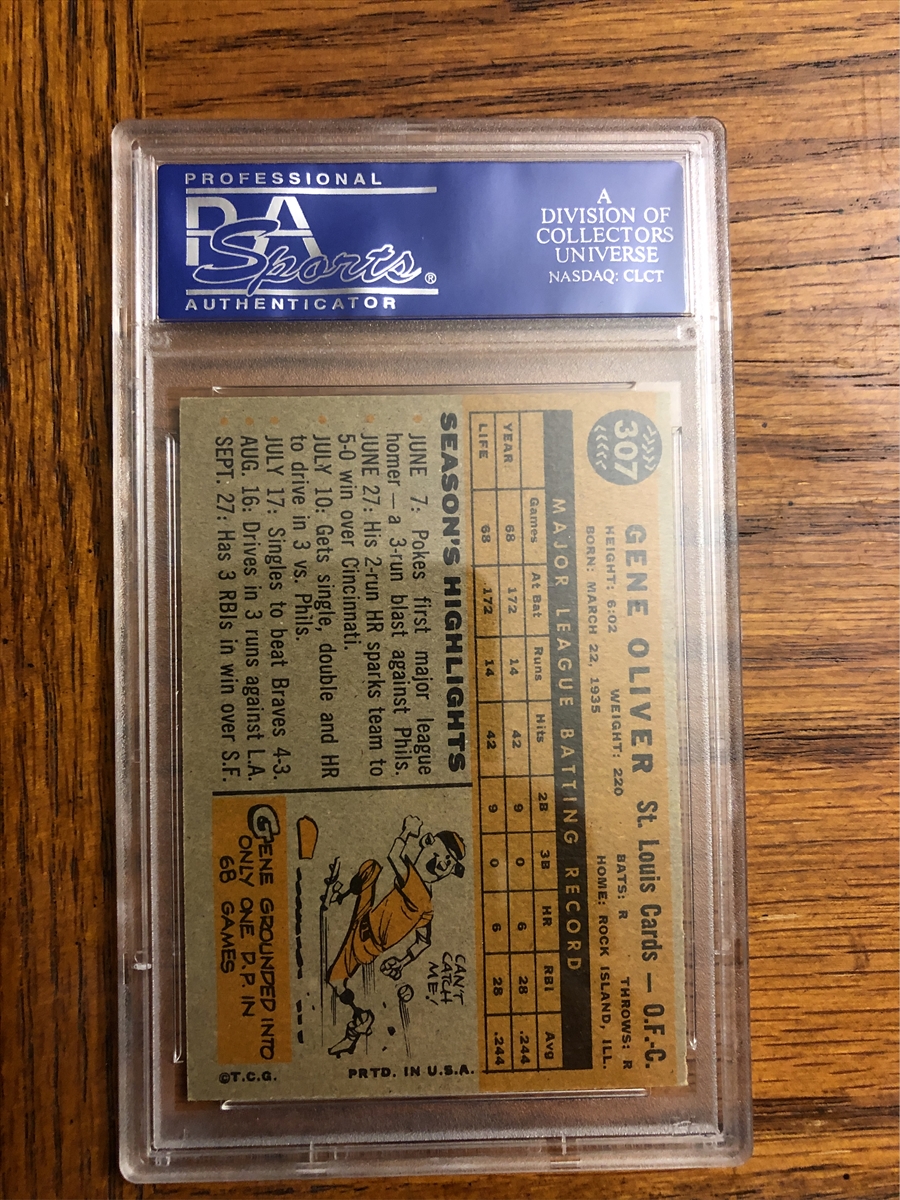 PROFESSIONAL
PSA
Sports®
AUTHENTICATOR
A
DIVISION OF
COLLECTORS
UNIVERSE
NASDAQ: CLCT
307
GENE OLIVER St. Louis Cards — O.F.-C.
HEIGHT: 6:02 WEIGHT: 220 BATS: R THROWS: R
BORN: MARCH 22, 1935 HOME: ROCK ISLAND, ILL.
MAJOR LEAGUE BATTING RECORD
Games At Bat Runs Hits 2B 3B HR RBI Avg
YEAR 68 172 14 42 9 0 6 28 .244
LIFE 68 172 14 42 9 0 6 28 .244
SEASON'S HIGHLIGHTS
JUNE 7: Pokes first major league
homer — a 3-run blast against Phils.
JUNE 27: His 2-run HR sparks team to
5-0 win over Cincinnati.
JULY 10: Gets single, double and HR
to drive in 3 vs. Phils.
JULY 17: Singles to beat Braves 4-3.
AUG. 16: Drives in 3 runs against L.A.
SEPT. 27: Has 3 RBIs in win over S.F.
CAN'T
CATCH
ME!
GENE GROUNDED INTO
ONLY ONE D.P. IN
68 GAMES
©T.C.G. PRTD. IN U.S.A.